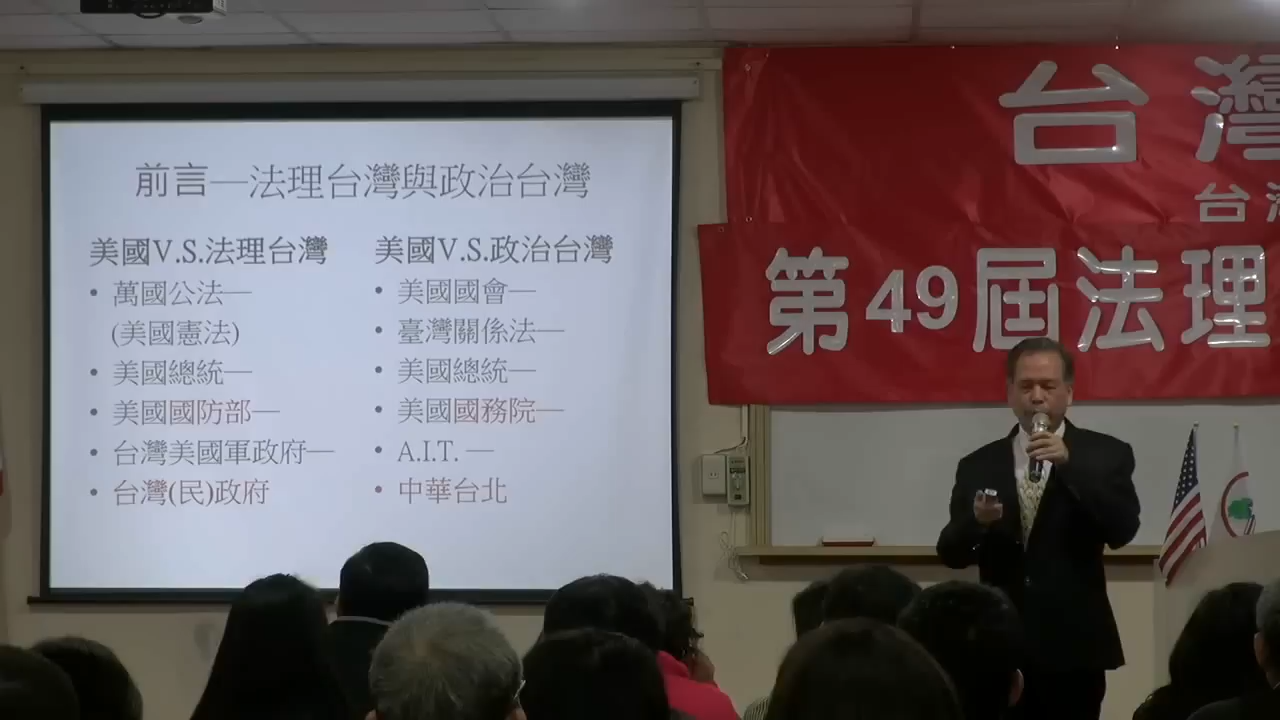 前言—法理台灣與政治台灣
美國V.S.法理台灣
• 萬國公法—
(美國憲法)
• 美國總統—
• 美國國防部—
• 台灣美國軍政府—
• 台灣(民)政府
美國V.S.政治台灣
• 美國國會—
• 臺灣關係法—
• 美國總統—
• 美國國務院—
• A.I.T. —
• 中華台北
台灣
台灣
第49屆法理